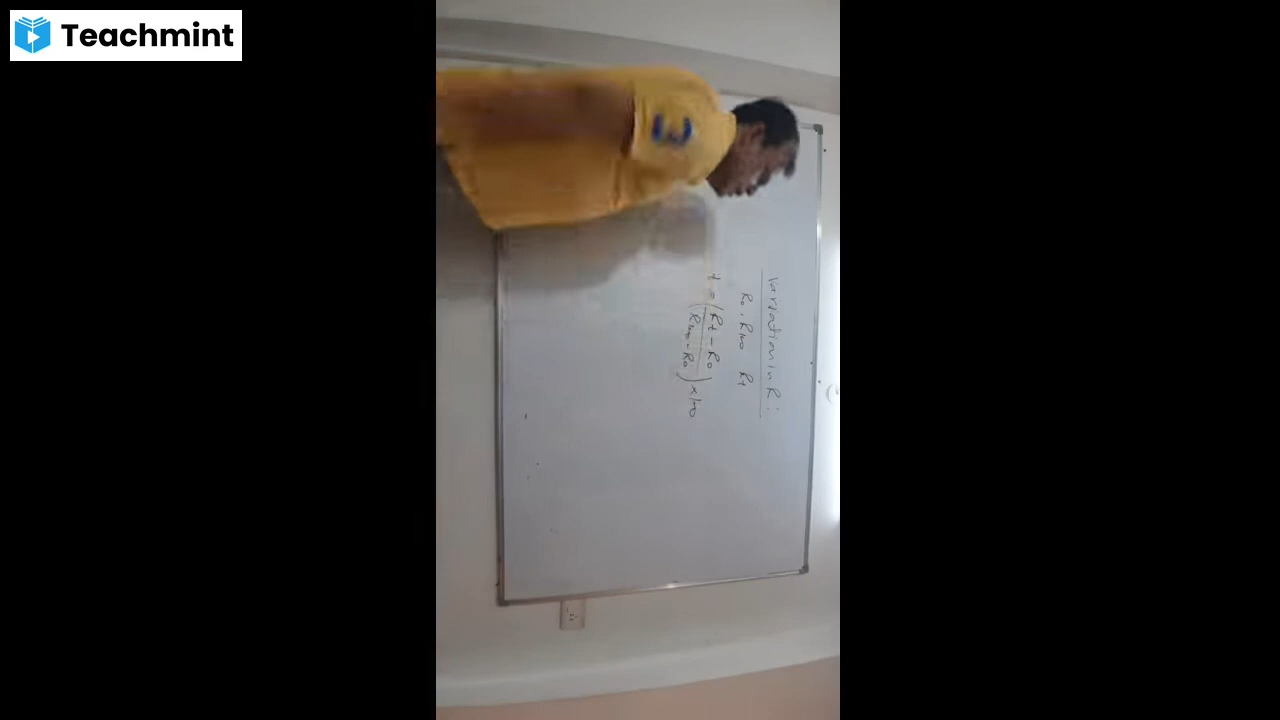 Teachmint
Variation in R :
R₀, R₁₀₀ Rt
t = (Rt - R₀ / R₁₀₀ - R₀) × 100